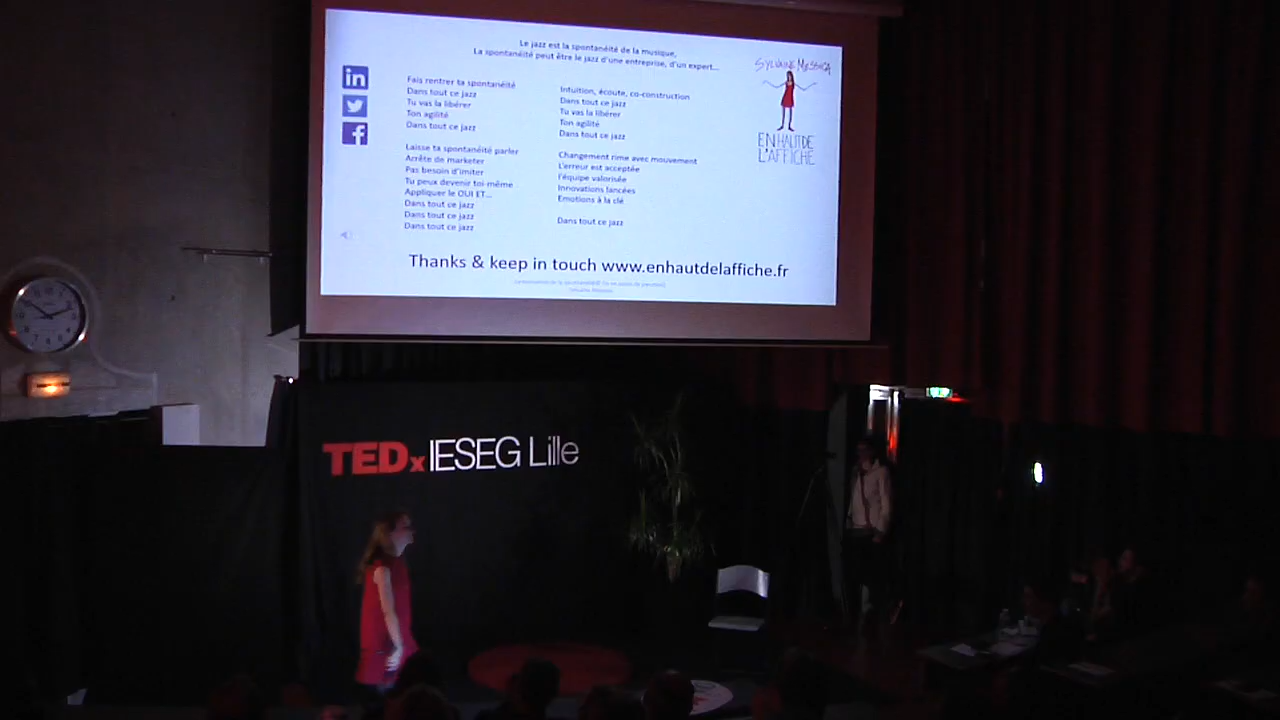 Le jazz est la spontanéité de la musique,
La spontanéité peut être le jazz d'une entreprise, d'un expert...
Fais rentrer ta spontanéité
Dans tout ce jazz
Tu vas la libérer
Ton agilité
Dans tout ce jazz
Laisse ta spontanéité parler
Arrête de marketer
Pas besoin d'imiter
Tu peux devenir toi-même
Appliquer le OUI ET...
Dans tout ce jazz
Dans tout ce jazz
Dans tout ce jazz
Intuition, écoute, co-construction
Dans tout ce jazz
Tu vas la libérer
Ton agilité
Dans tout ce jazz
Changement rime avec mouvement
L'erreur est acceptée
l'équipe valorisée
Innovations lancées
Emotions à la clé
Dans tout ce jazz
SYLVAINE MESSICA
EN HAUT DE
L'AFFICHE
in
f
Thanks & keep in touch www.enhautdelaffiche.fr
TEDx IESEG Lille